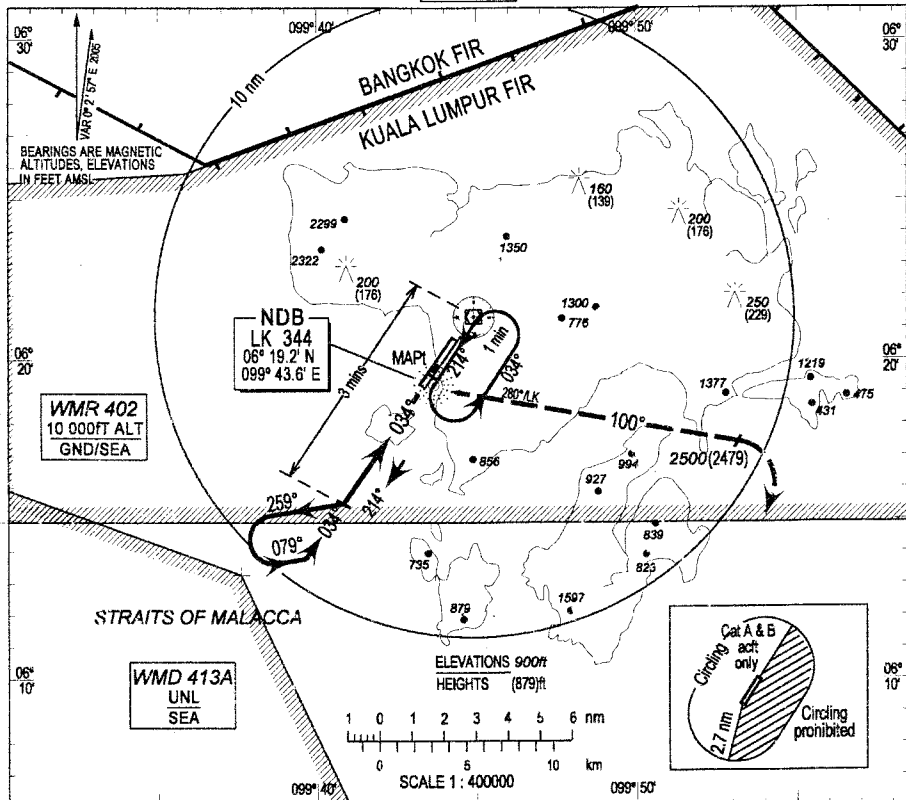 099° 40'
099° 50'
06°
30'
06°
30'
10 nm
BANGKOK FIR
KUALA LUMPUR FIR
VAR 0° 2' 57" E 2005
BEARINGS ARE MAGNETIC
ALTITUDES, ELEVATIONS
IN FEET AMSL
160
(139)
200
(176)
2299
1350
2322
200
(176)
250
(229)
1300
776
NDB
LK 344
06° 19.2' N
099° 43.6' E
MAPt
214°
1 min
034°
280°/LK
3 mins
034°
06°
20'
06°
20'
1219
1377
475
431
WMR 402
10 000fT ALT
GND/SEA
100°
2500 (2479)
856
994
927
214°
259°
034°
079°
839
823
735
879
1597
STRAITS OF MALACCA
WMD 413A
UNL
SEA
06°
10'
06°
10'
ELEVATIONS 900ft
HEIGHTS (879)ft
1 0 1 2 3 4 5 6 nm
0 5 10 km
SCALE 1 : 400000
Circling
Cat A & B
acft
only
2.7 nm
Circling
prohibited
099° 40'
099° 50'